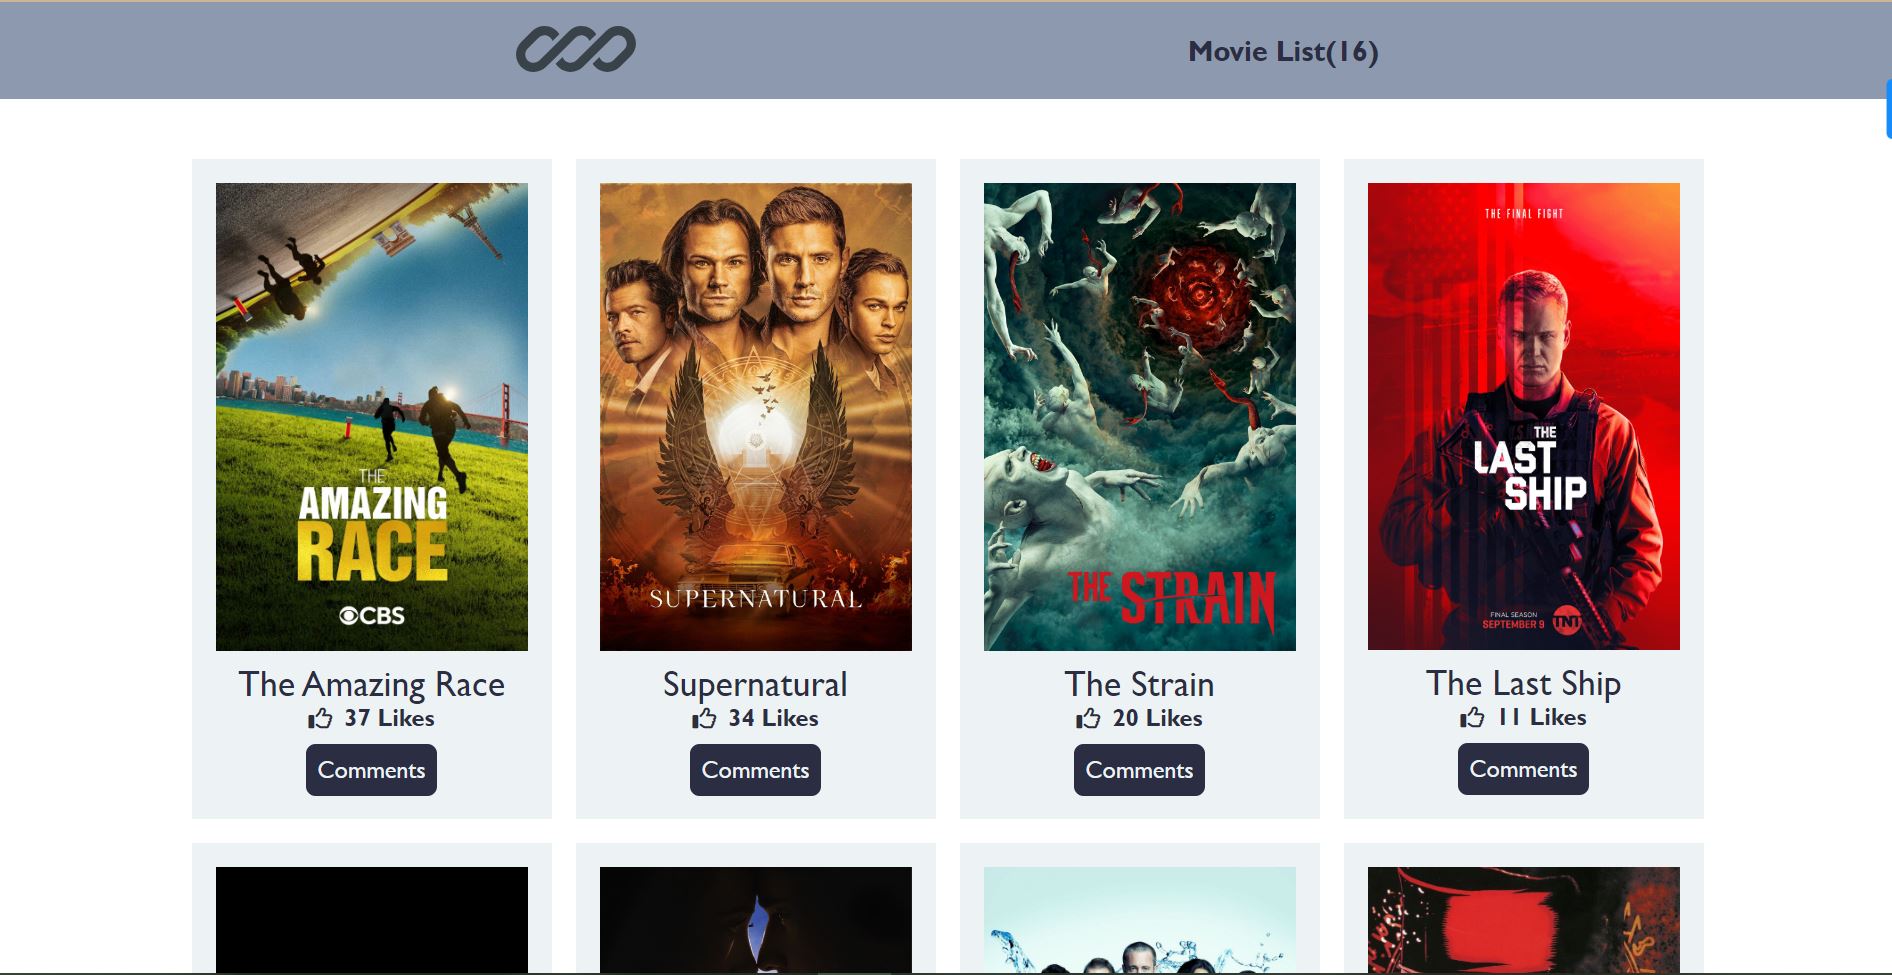 Movie List(16)
THE
AMAZING
RACE
CBS
SUPERNATURAL
THE STRAIN
THE FINAL FIGHT
THE
LAST
SHIP
FINAL SEASON
SEPTEMBER 9
TNT
The Amazing Race
37 Likes
Comments
Supernatural
34 Likes
Comments
The Strain
20 Likes
Comments
The Last Ship
11 Likes
Comments